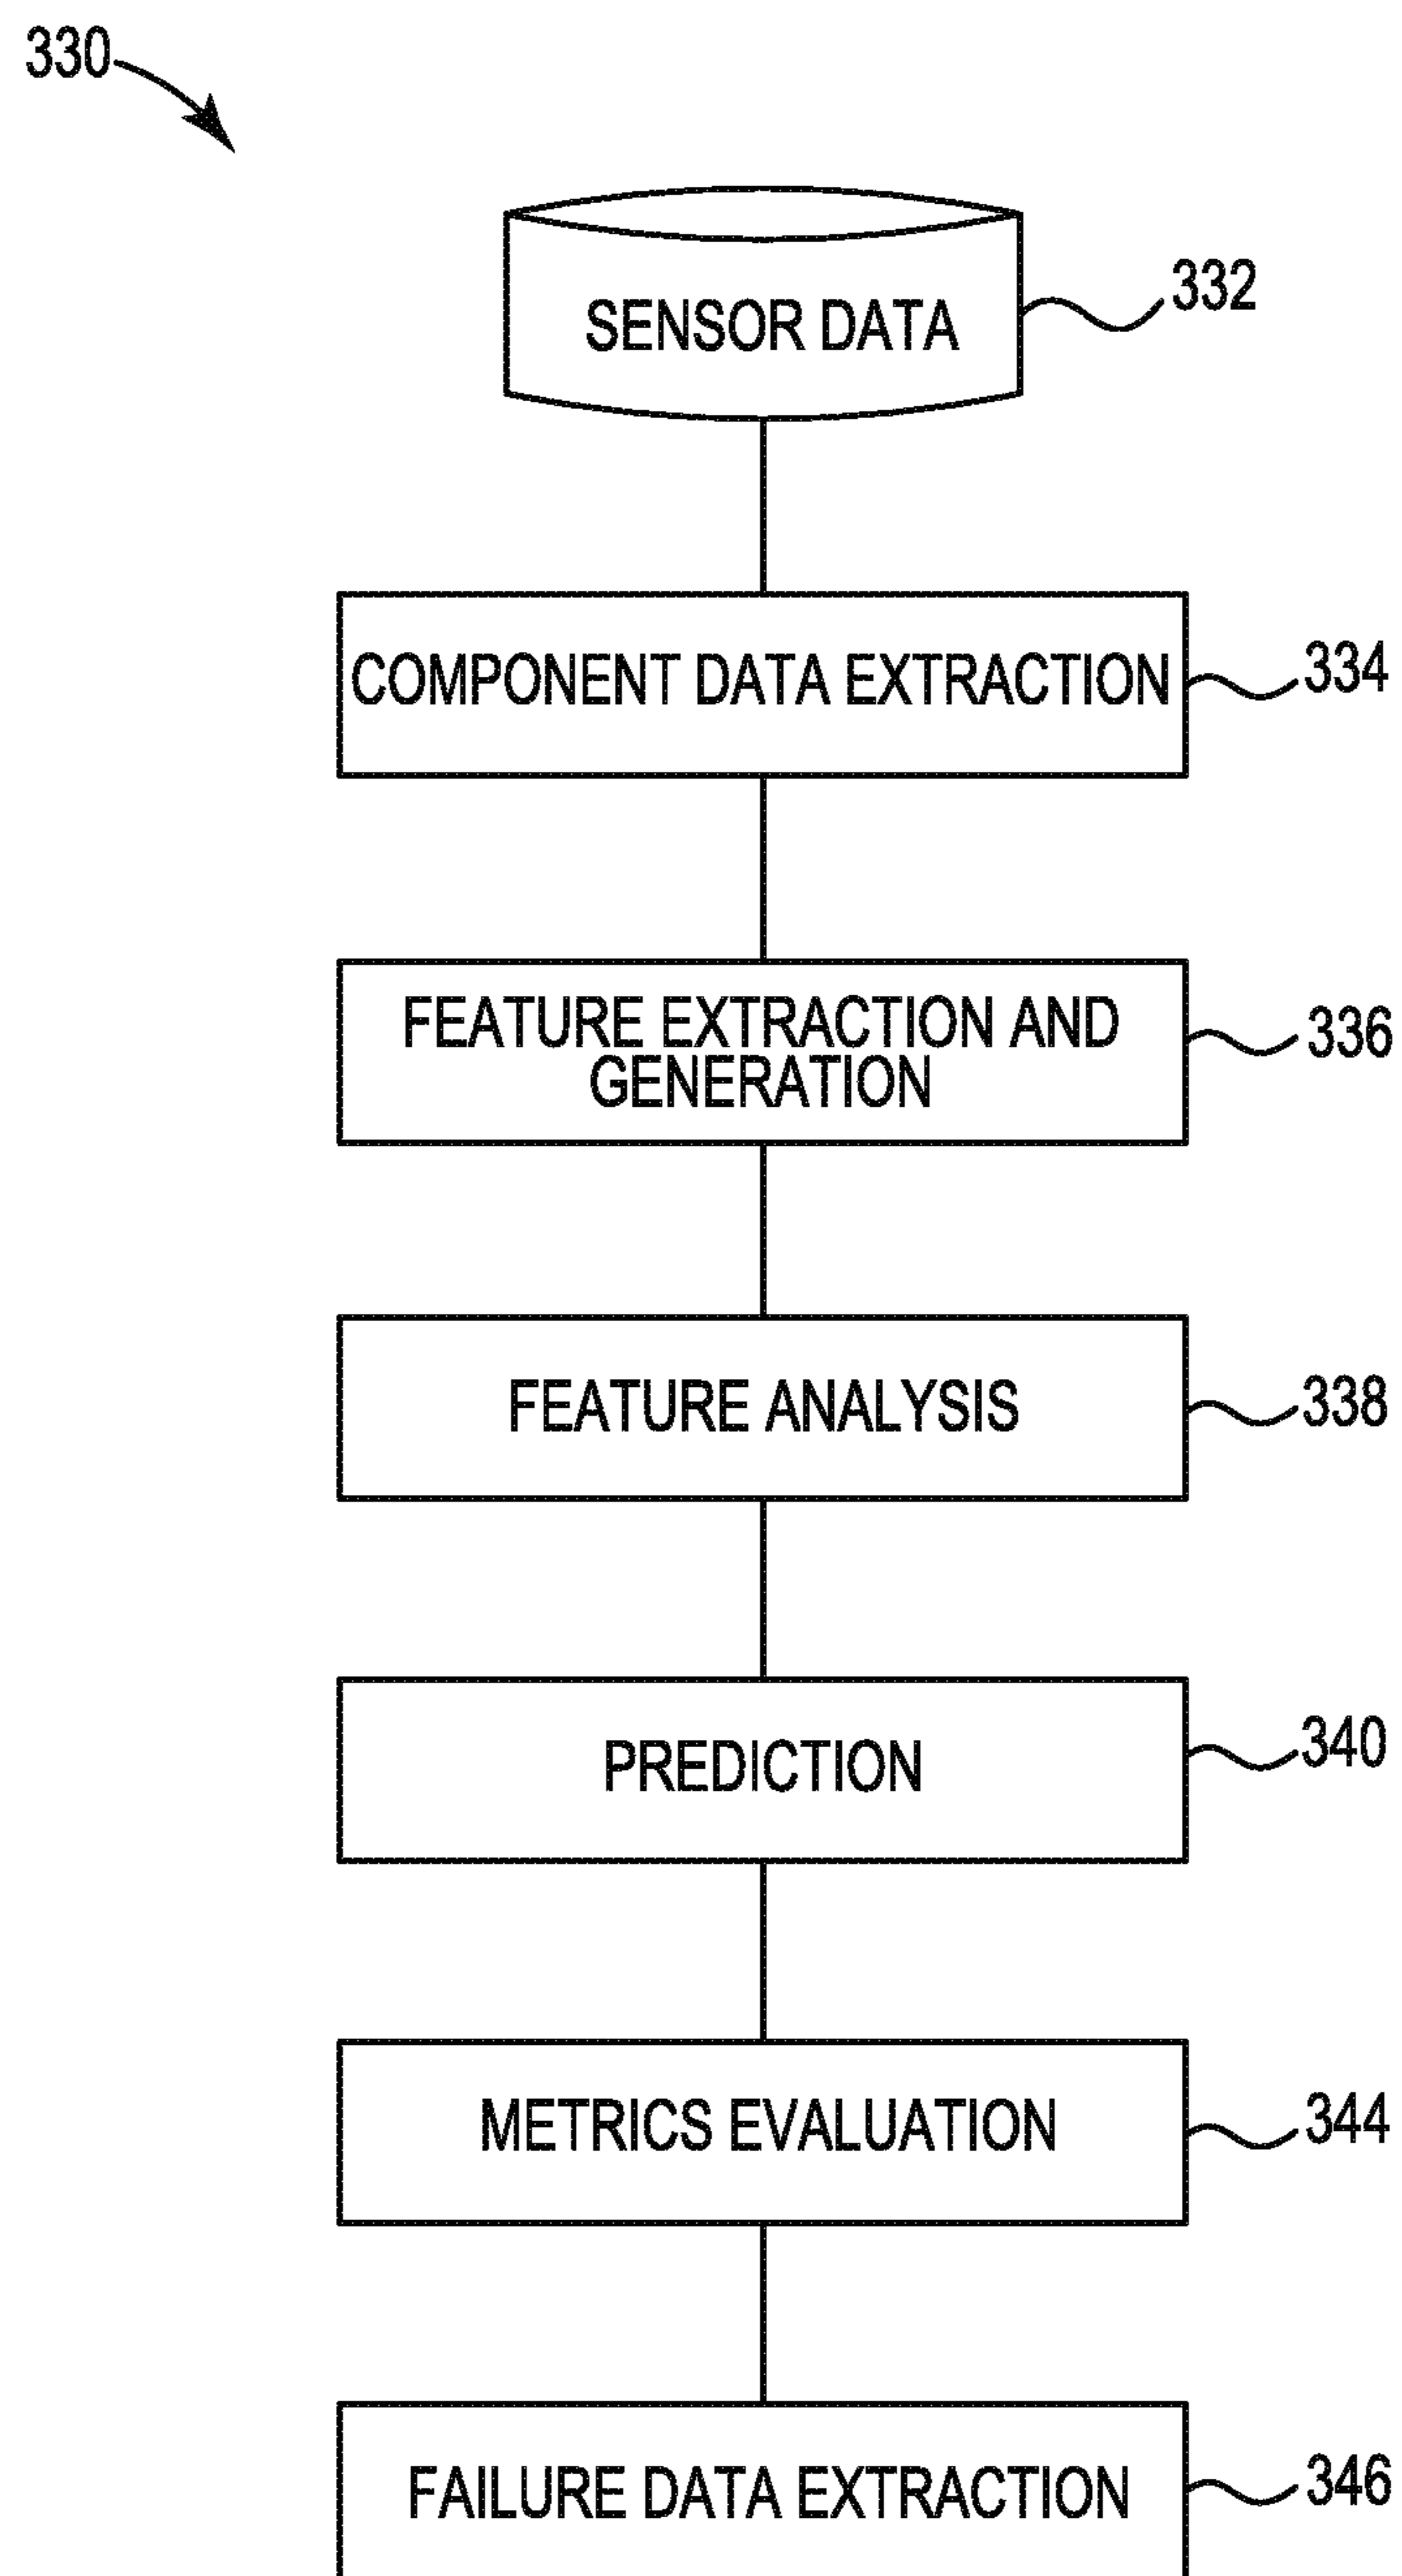 330
SENSOR DATA
332
COMPONENT DATA EXTRACTION
334
FEATURE EXTRACTION AND
GENERATION
336
FEATURE ANALYSIS
338
PREDICTION
340
METRICS EVALUATION
344
FAILURE DATA EXTRACTION
346